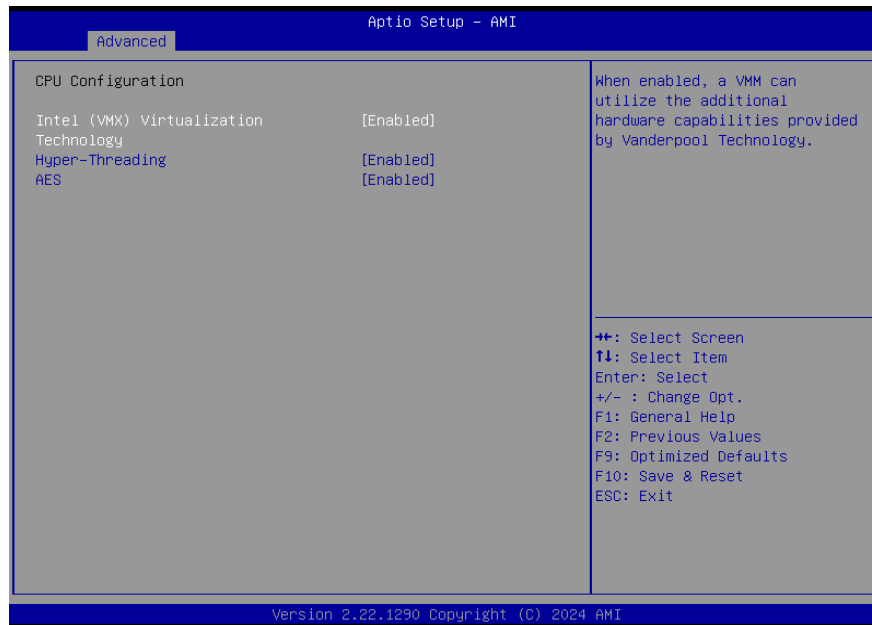 Aptio Setup – AMI
Advanced
CPU Configuration
Intel (VMX) Virtualization [Enabled]
Technology
Hyper-Threading [Enabled]
AES [Enabled]
When enabled, a VMM can
utilize the additional
hardware capabilities provided
by Vanderpool Technology.
→←: Select Screen
↑↓: Select Item
Enter: Select
+/- : Change Opt.
F1: General Help
F2: Previous Values
F9: Optimized Defaults
F10: Save & Reset
ESC: Exit
Version 2.22.1290 Copyright (C) 2024 AMI